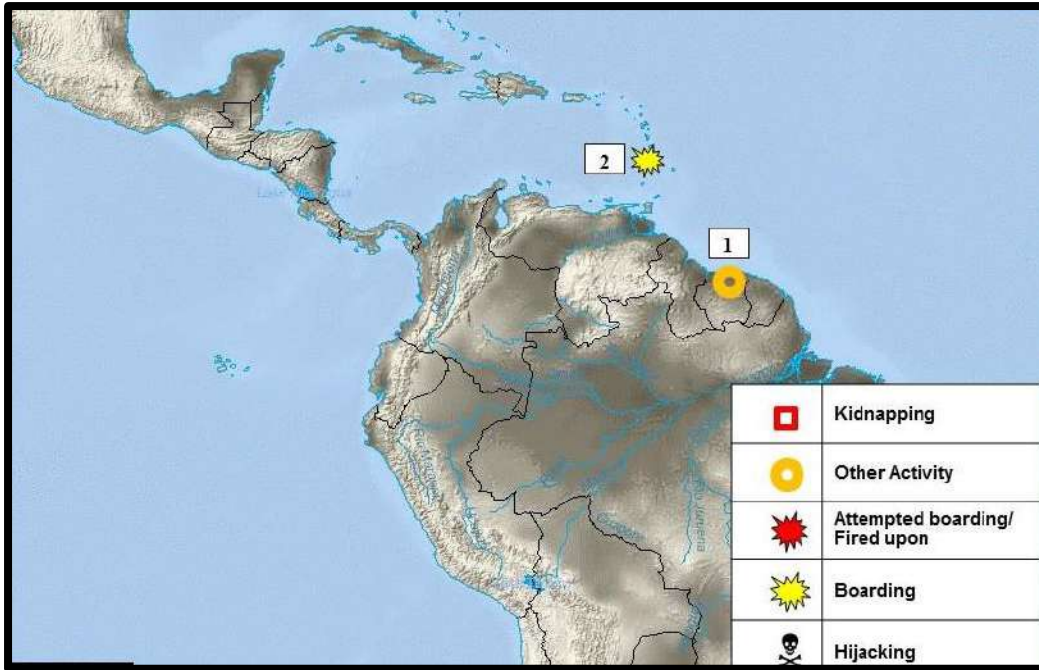 2
1
Kidnapping
Other Activity
Attempted boarding/
Fired upon
Boarding
Hijacking